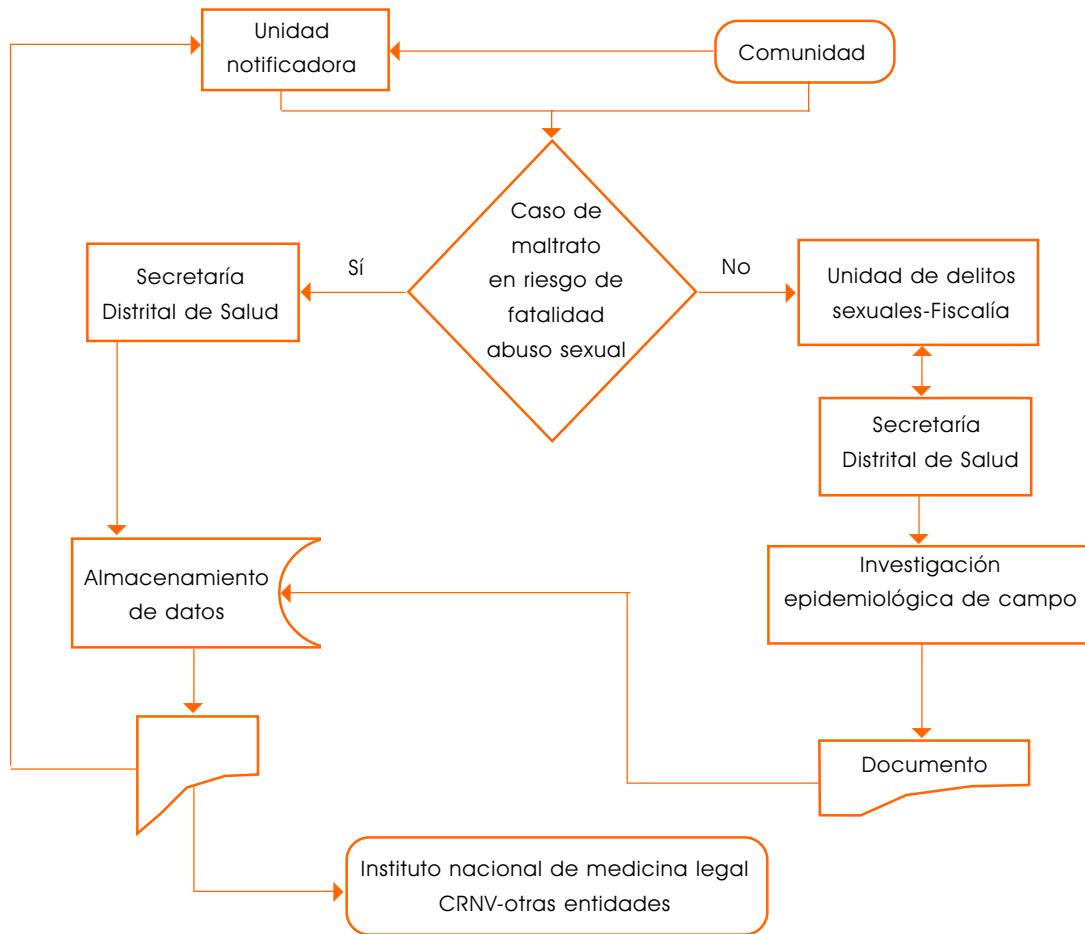 Unidad
notificadora
Comunidad
Caso de
maltrato
en riesgo de
fatalidad
abuso sexual
Sí
No
Secretaría
Distrital de Salud
Unidad de delitos
sexuales-Fiscalía
Secretaría
Distrital de Salud
Almacenamiento
de datos
Investigación
epidemiológica de campo
Documento
Instituto nacional de medicina legal
CRNV-otras entidades